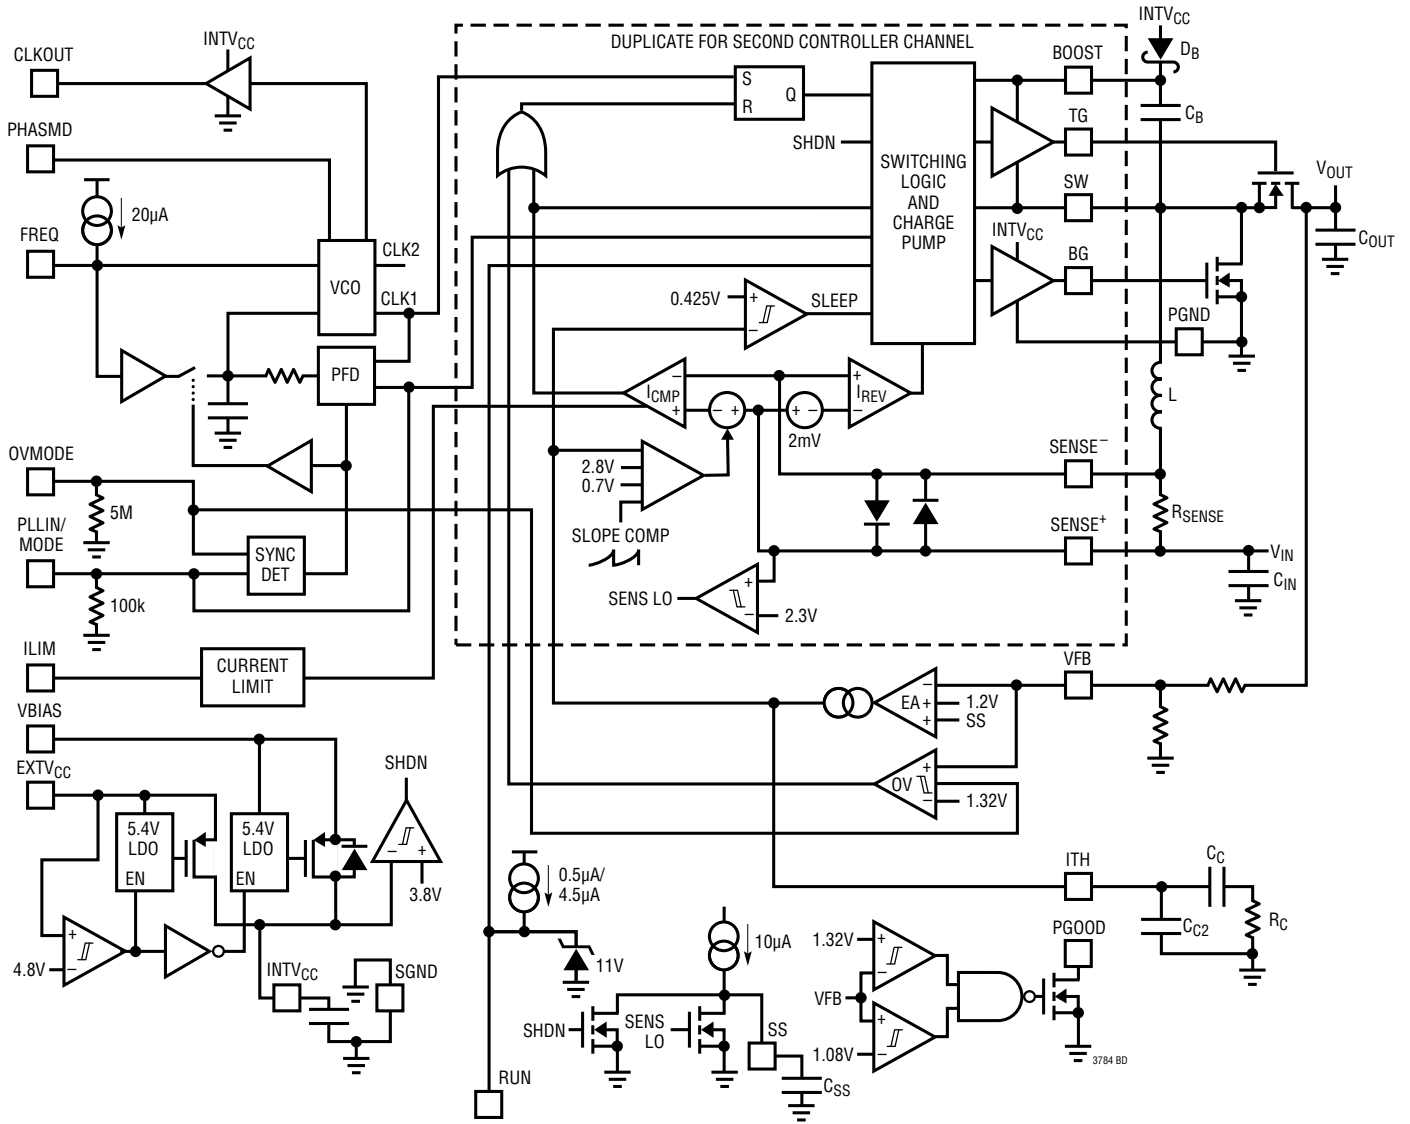 CLKOUT
INTVCC
PHASMD
20µA
FREQ
VCO
CLK2
CLK1
PFD
OVMODE
5M
PLLIN/
MODE
SYNC
DET
100k
ILIM
CURRENT
LIMIT
VBIAS
EXTVCC
5.4V
LDO
EN
5.4V
LDO
EN
SHDN
–
+
3.8V
+
–
4.8V
INTVCC
SGND
DUPLICATE FOR SECOND CONTROLLER CHANNEL
S
R
Q
SHDN
SWITCHING
LOGIC
AND
CHARGE
PUMP
0.425V
+
–
SLEEP
ICMP
–
+
– +
+ –
2mV
+
–
IREV
2.8V
0.7V
SLOPE COMP
SENS LO
+
–
2.3V
INTVCC
BOOST
TG
SW
BG
PGND
SENSE–
SENSE+
INTVCC
DB
CB
VOUT
COUT
L
RSENSE
VIN
CIN
VFB
EA
–
+
+
1.2V
SS
OV
+
–
1.32V
ITH
CC
CC2
RC
0.5µA/
4.5µA
11V
RUN
10µA
SHDN
SENS
LO
SS
CSS
1.32V
+
–
VFB
+
–
1.08V
PGOOD
3784 BD